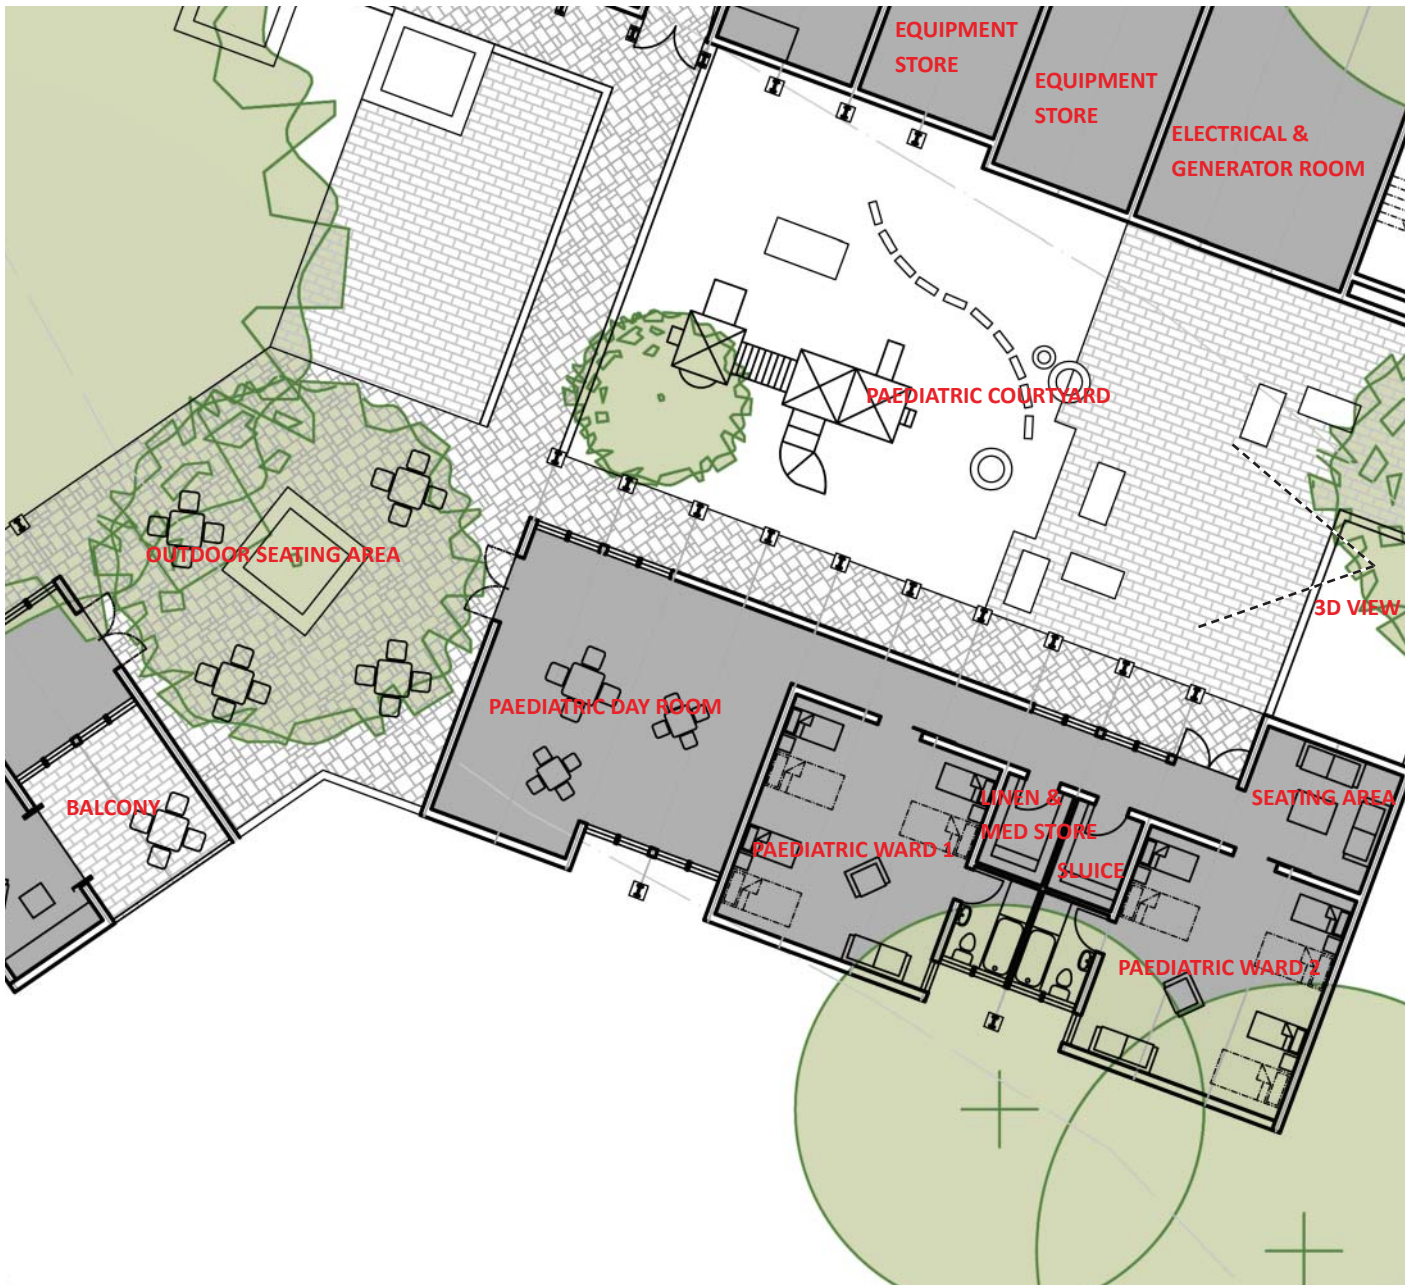 EQUIPMENT
STORE
EQUIPMENT
STORE
ELECTRICAL &
GENERATOR ROOM
PAEDIATRIC COURTYARD
OUTDOOR SEATING AREA
3D VIEW
PAEDIATRIC DAY ROOM
BALCONY
LINEN &
MED STORE
SEATING AREA
PAEDIATRIC WARD 1
SLUICE
PAEDIATRIC WARD 2